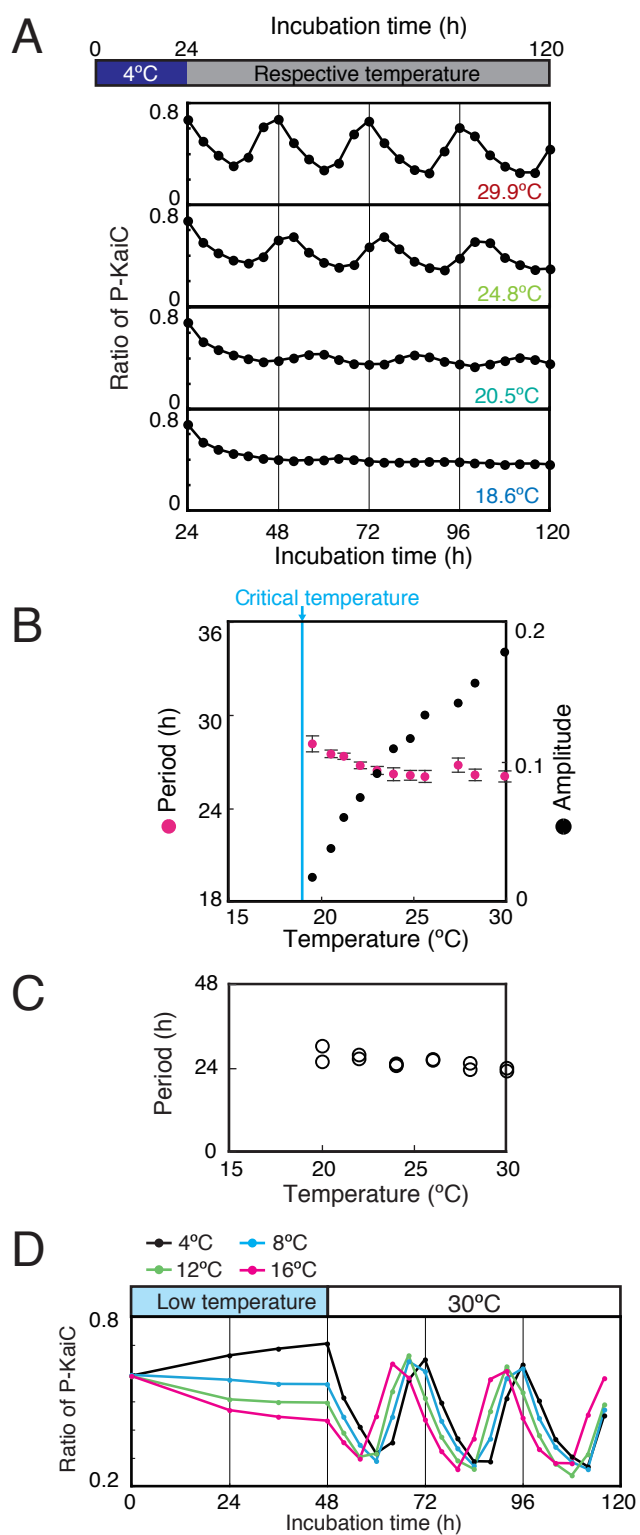 A
Incubation time (h)
0 24 120
4ºC Respective temperature
0.8
0
29.9ºC
0.8
0
24.8ºC
0.8
0
20.5ºC
0.8
0
18.6ºC
Ratio of P-KaiC
24 48 72 96 120
Incubation time (h)
B
Critical temperature
36 30 24 18
Period (h)
0.2 0.1 0
Amplitude
15 20 25 30
Temperature (ºC)
C
48 24 0
Period (h)
15 20 25 30
Temperature (ºC)
D
4ºC 8ºC
12ºC 16ºC
Low temperature 30ºC
0.8
0.2
Ratio of P-KaiC
0 24 48 72 96 120
Incubation time (h)